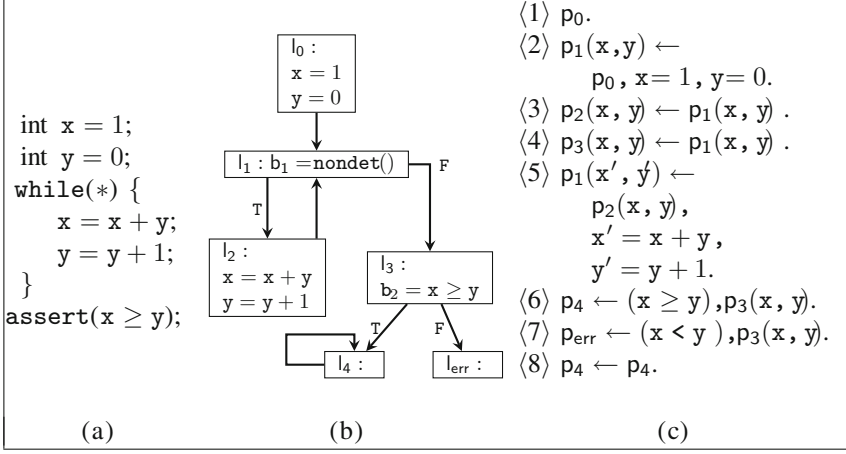 int x = 1;
int y = 0;
while(*) {
x = x + y;
y = y + 1;
}
assert(x ≥ y);
(a)
l₀ :
x = 1
y = 0
l₁ : b₁ = nondet()
T
F
l₂ :
x = x + y
y = y + 1
l₃ :
b₂ = x ≥ y
T
F
l₄ :
l_err :
(b)
⟨1⟩ p₀.
⟨2⟩ p₁(x,y) ←
p₀, x = 1, y = 0.
⟨3⟩ p₂(x, y) ← p₁(x, y) .
⟨4⟩ p₃(x, y) ← p₁(x, y) .
⟨5⟩ p₁(x′, y′) ←
p₂(x, y),
x′ = x + y,
y′ = y + 1.
⟨6⟩ p₄ ← (x ≥ y),p₃(x, y).
⟨7⟩ p_err ← (x < y ),p₃(x, y).
⟨8⟩ p₄ ← p₄.
(c)